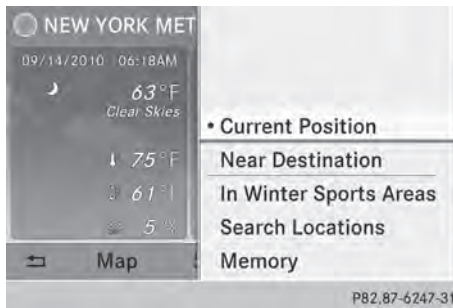 NEW YORK MET
09/14/2010 06:18AM
63°F
Clear Skies
75°F
61°
5 %
Map
• Current Position
Near Destination
In Winter Sports Areas
Search Locations
Memory
P82.87-6247-31